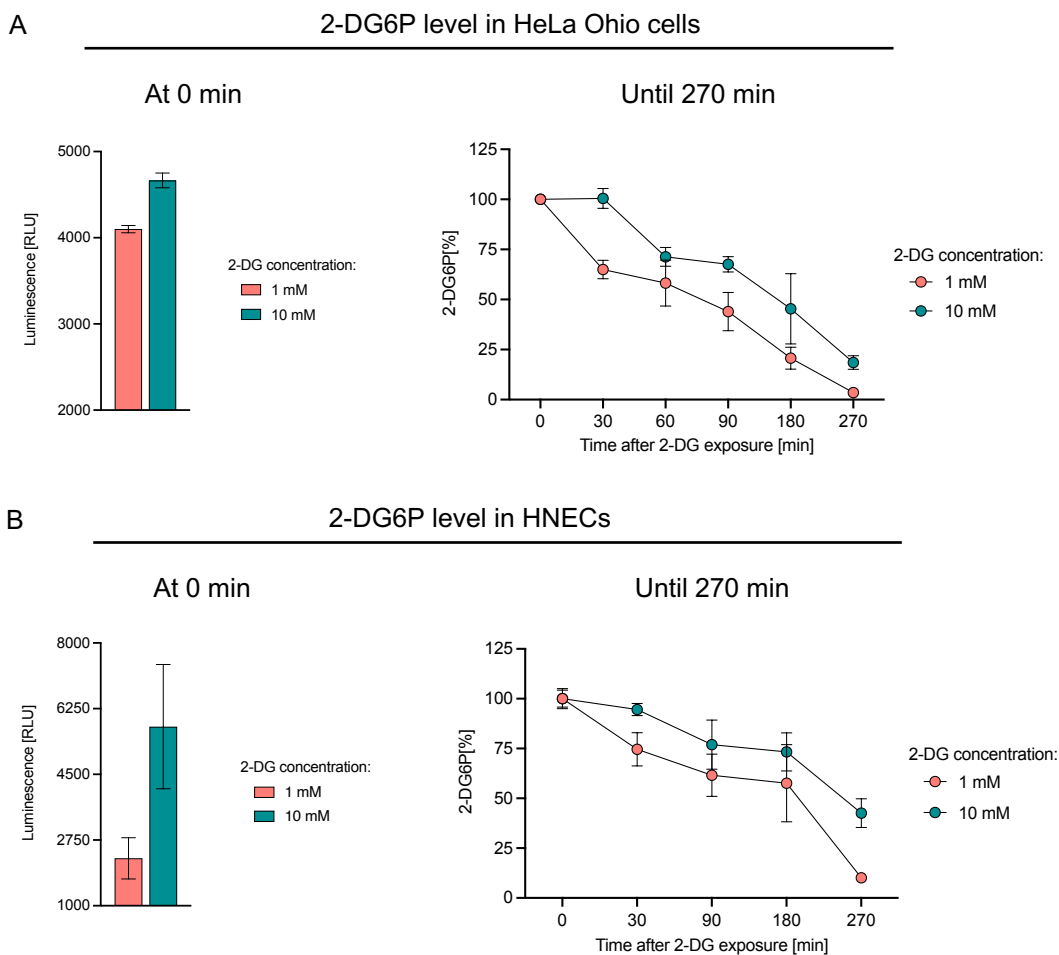 A
2-DG6P level in HeLa Ohio cells
At 0 min
Until 270 min
5000
4000
3000
2000
Luminescence [RLU]
2-DG concentration:
1 mM
10 mM
125
100
75
50
25
0
2-DG6P[%]
0 30 60 90 180 270
Time after 2-DG exposure [min]
2-DG concentration:
1 mM
10 mM
B
2-DG6P level in HNECs
At 0 min
Until 270 min
8000
6250
4500
2750
1000
Luminescence [RLU]
2-DG concentration:
1 mM
10 mM
125
100
75
50
25
0
2-DG6P[%]
0 30 90 180 270
Time after 2-DG exposure [min]
2-DG concentration:
1 mM
10 mM